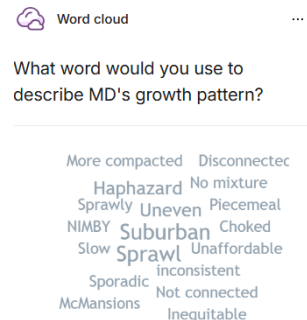 Word cloud
What word would you use to
describe MD's growth pattern?
More compacted Disconnected
Haphazard No mixture
Sprawly Uneven Piecemeal
NIMBY Suburban Choked
Slow Sprawl Unaffordable
inconsistent
Sporadic Not connected
McMansions Inequitable